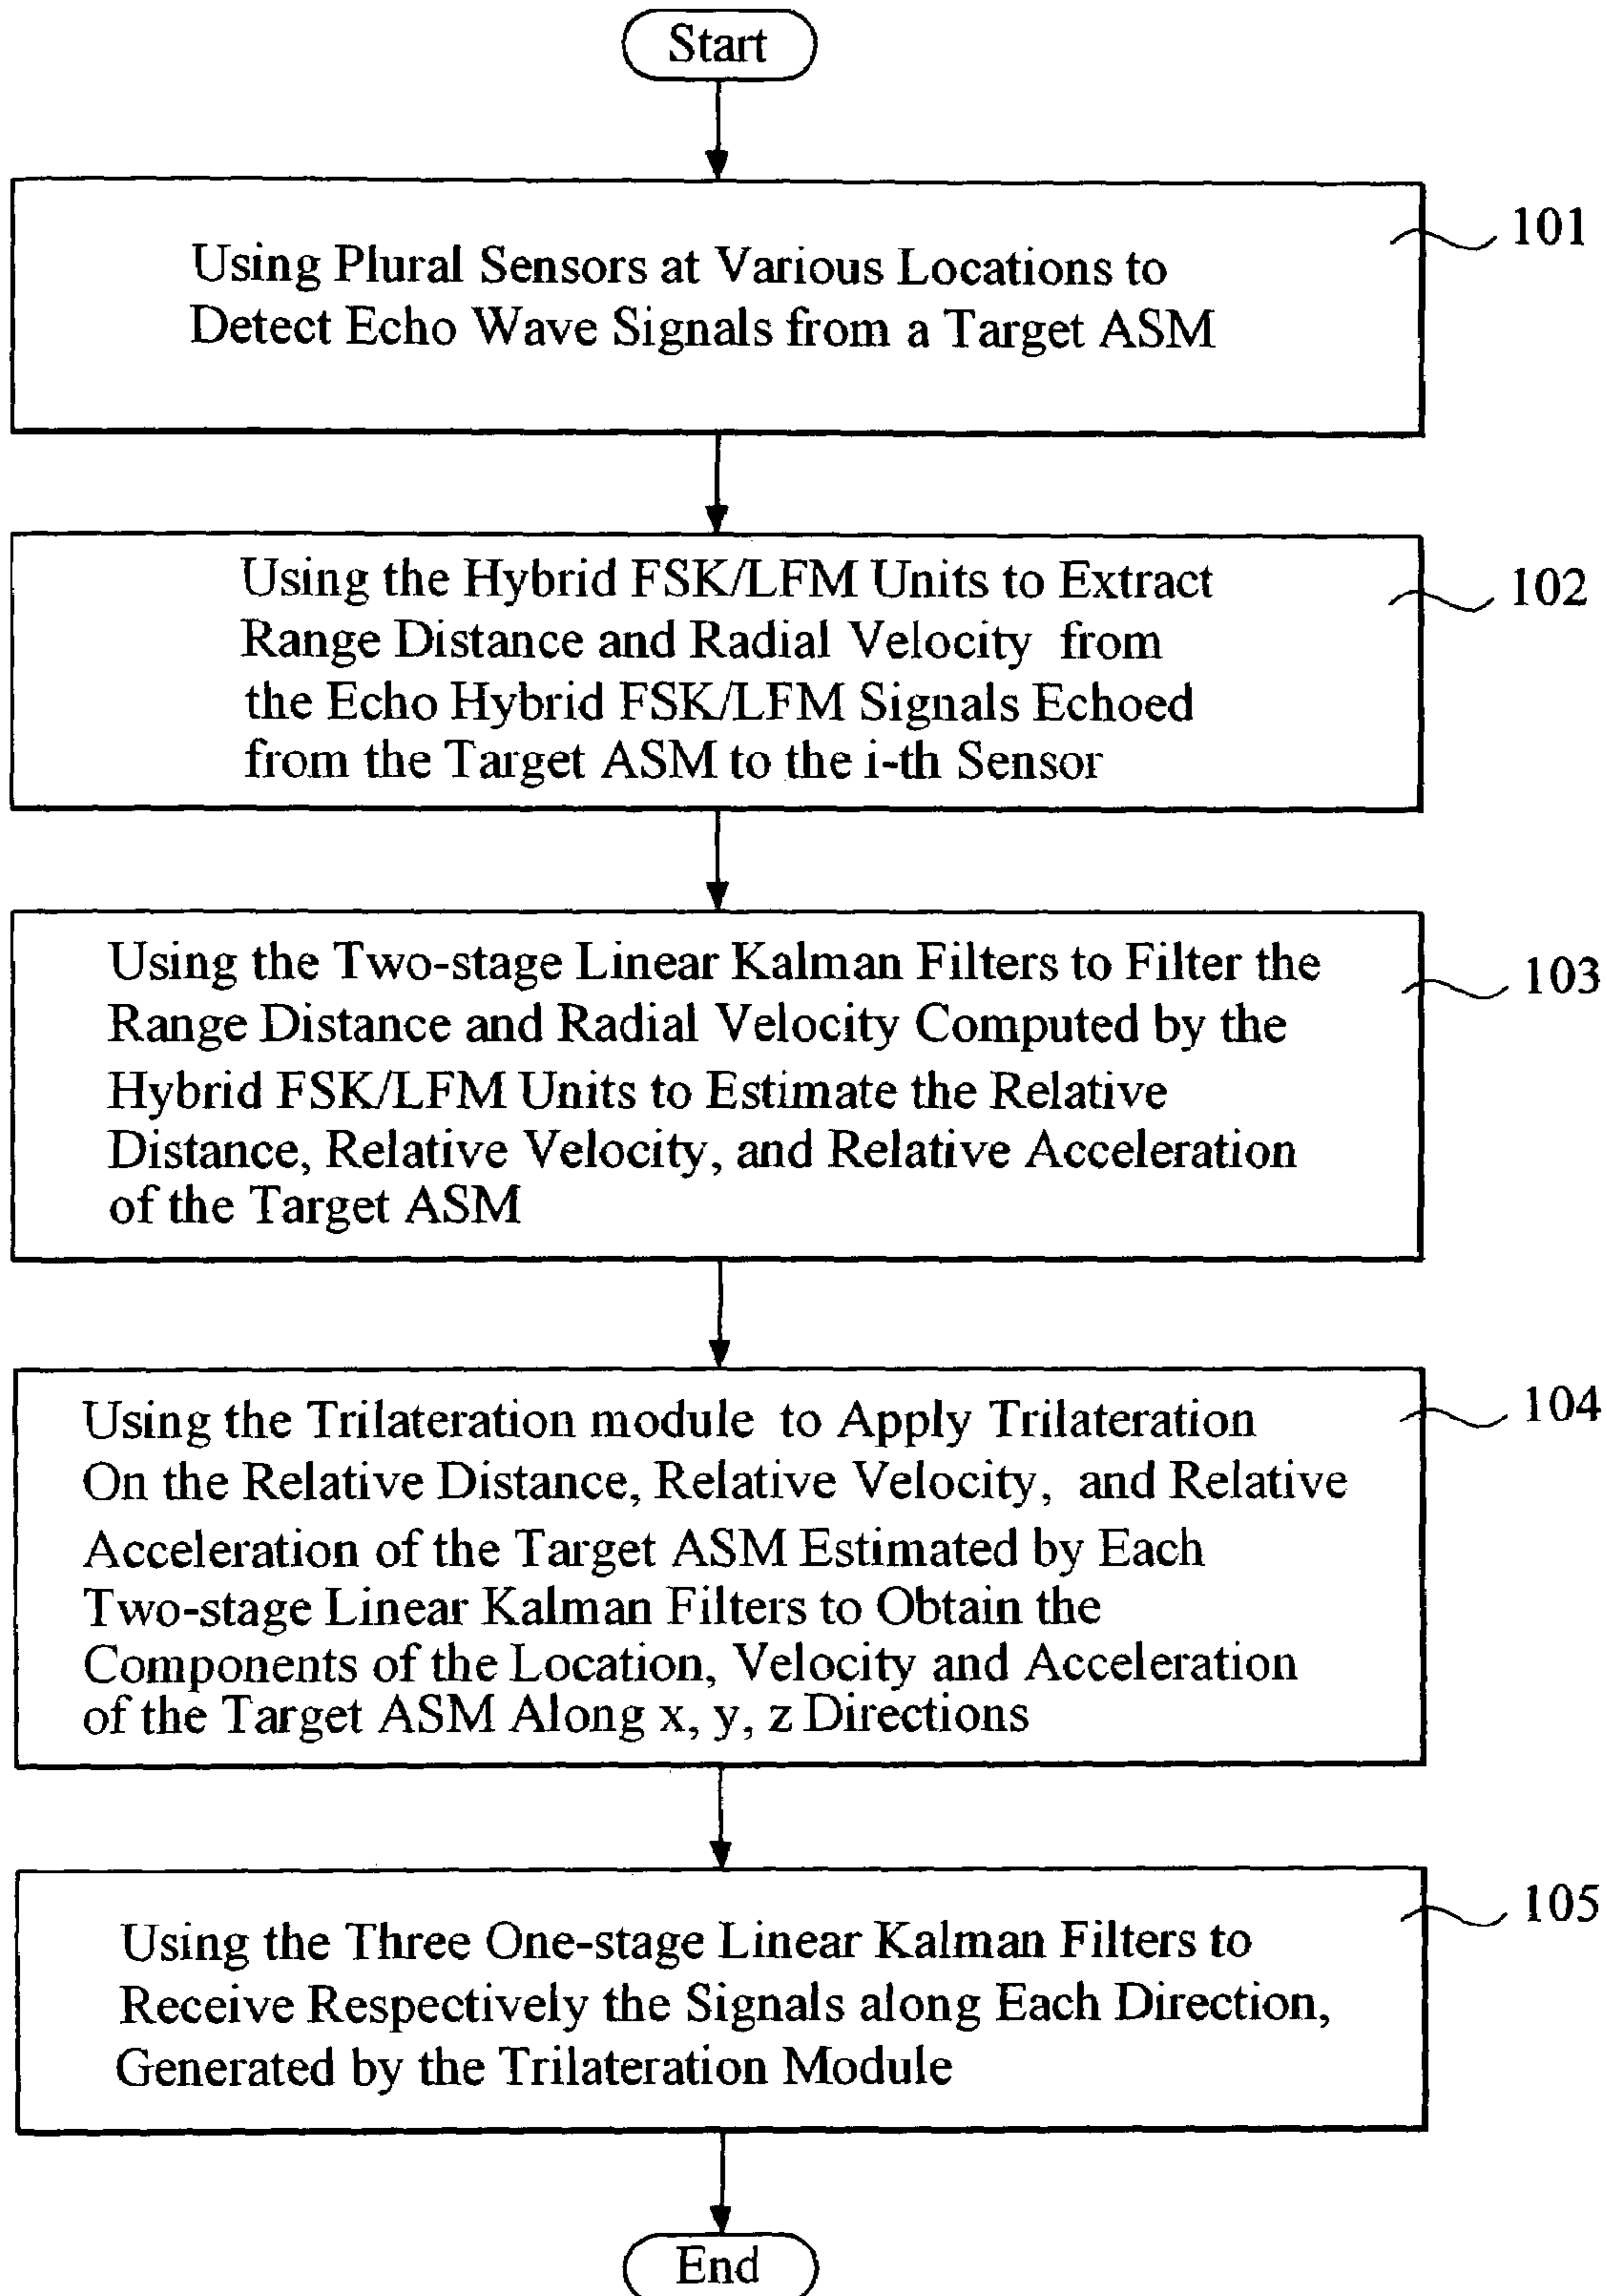 Start
101
Using Plural Sensors at Various Locations to
Detect Echo Wave Signals from a Target ASM
102
Using the Hybrid FSK/LFM Units to Extract
Range Distance and Radial Velocity from
the Echo Hybrid FSK/LFM Signals Echoed
from the Target ASM to the i-th Sensor
103
Using the Two-stage Linear Kalman Filters to Filter the
Range Distance and Radial Velocity Computed by the
Hybrid FSK/LFM Units to Estimate the Relative
Distance, Relative Velocity, and Relative Acceleration
of the Target ASM
104
Using the Trilateration module to Apply Trilateration
On the Relative Distance, Relative Velocity, and Relative
Acceleration of the Target ASM Estimated by Each
Two-stage Linear Kalman Filters to Obtain the
Components of the Location, Velocity and Acceleration
of the Target ASM Along x, y, z Directions
105
Using the Three One-stage Linear Kalman Filters to
Receive Respectively the Signals along Each Direction,
Generated by the Trilateration Module
End